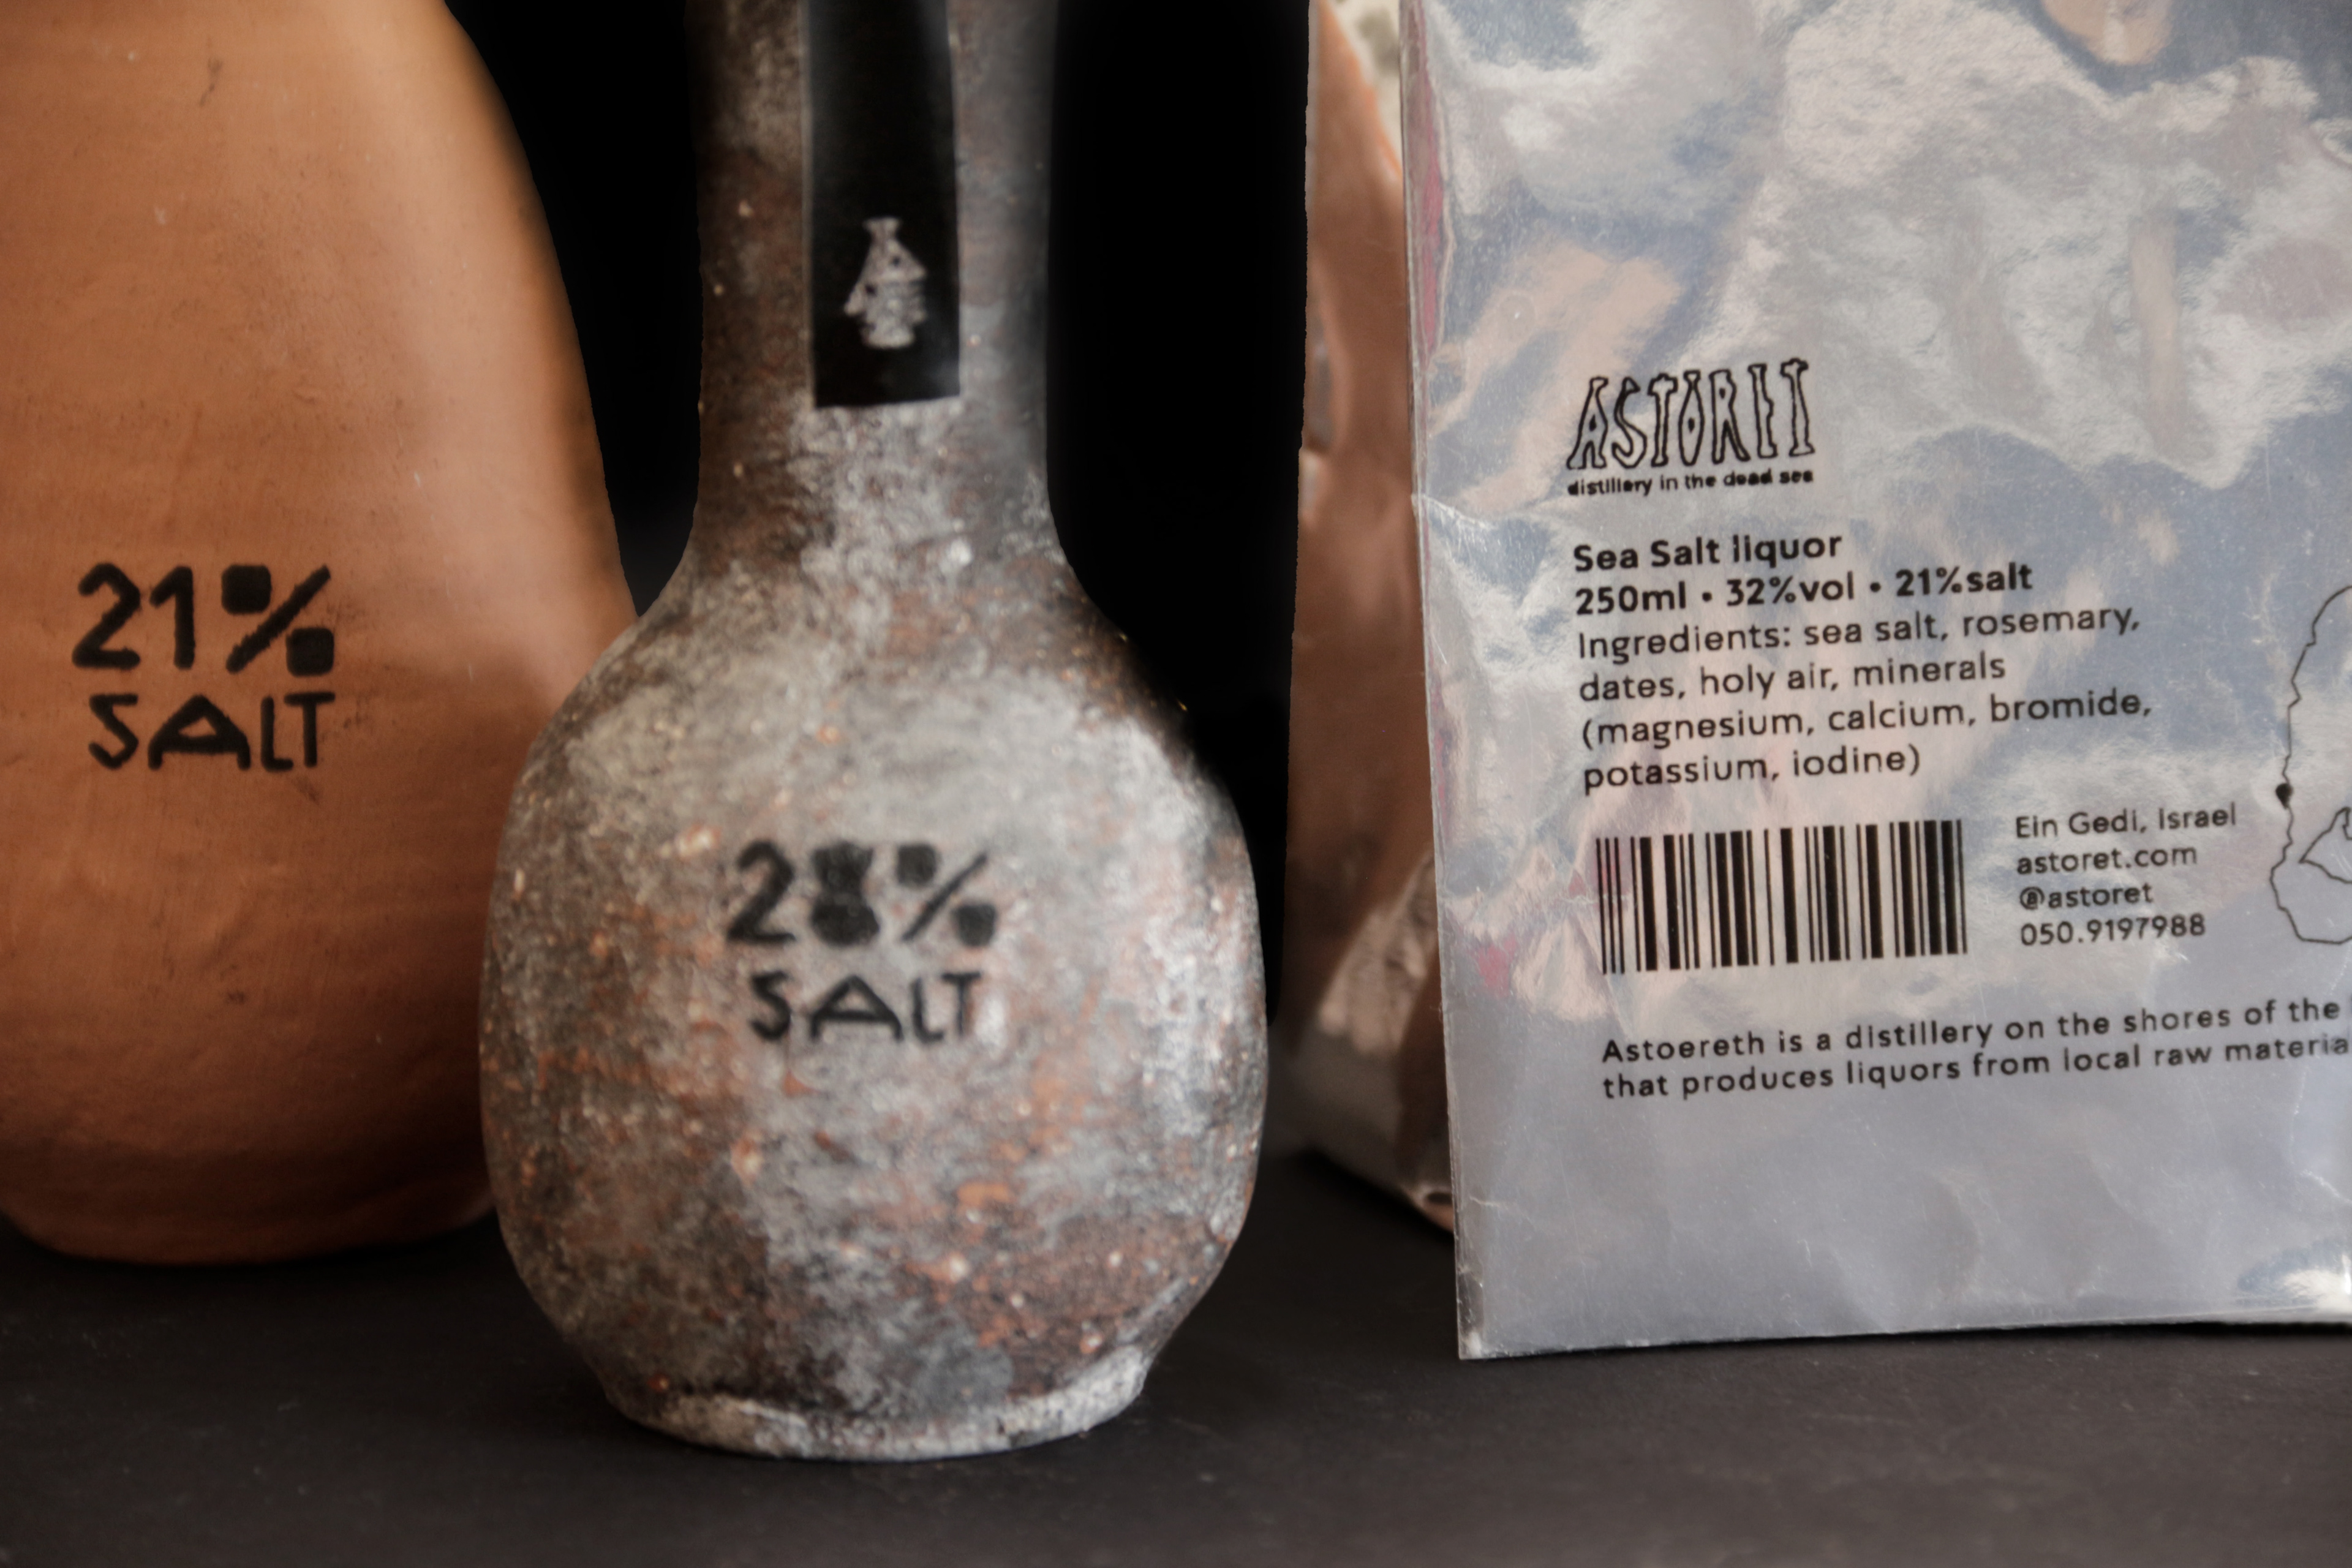 21%
SALT
28%
SALT
ASTORET
distillery in the dead sea
Sea Salt liquor
250ml • 32%vol • 21%salt
Ingredients: sea salt, rosemary,
dates, holy air, minerals
(magnesium, calcium, bromide,
potassium, iodine)
Ein Gedi, Israel
astoret.com
@astoret
050.9197988
Astoereth is a distillery on the shores of the
that produces liquors from local raw